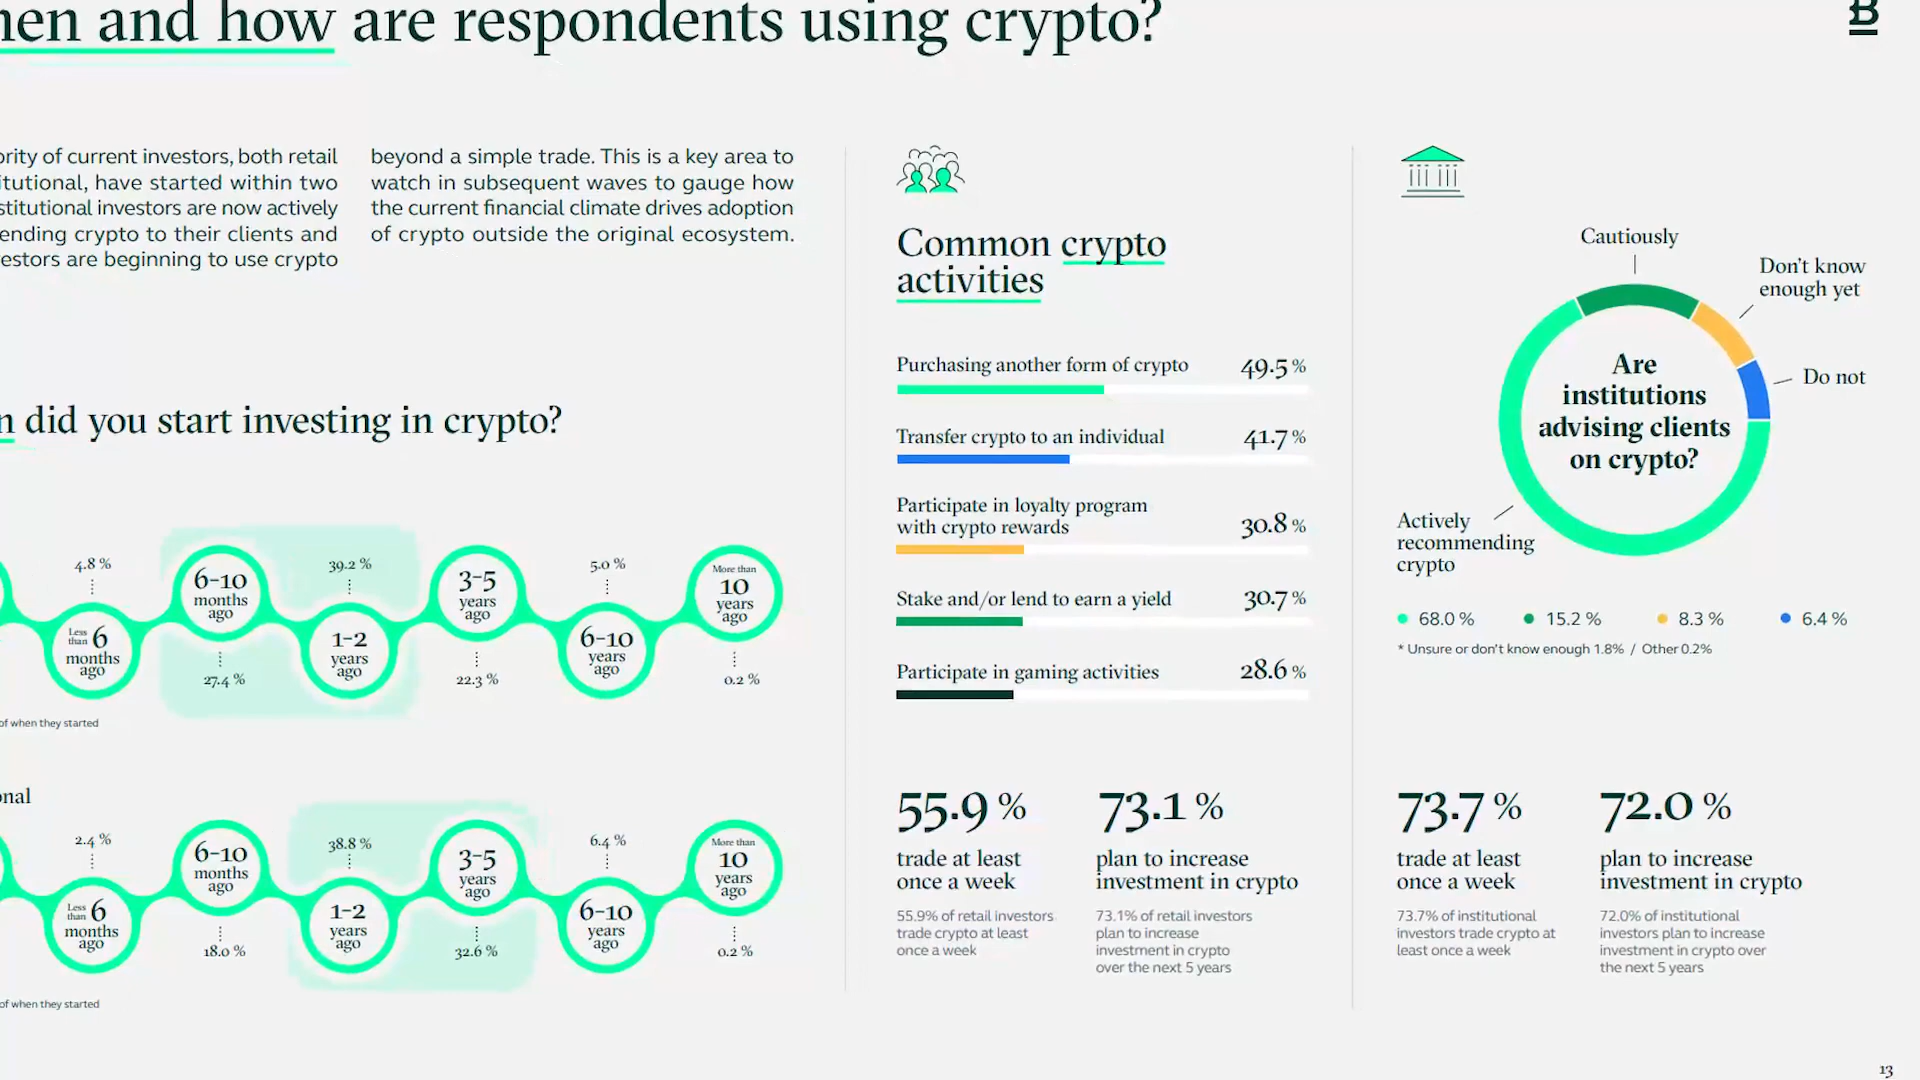 hen and how are respondents using crypto?
ority of current investors, both retail
itutional, have started within two
stitutional investors are now actively
ending crypto to their clients and
estors are beginning to use crypto
beyond a simple trade. This is a key area to
watch in subsequent waves to gauge how
the current financial climate drives adoption
of crypto outside the original ecosystem.
n did you start investing in crypto?
4.8 %
Less than 6 months ago
6-10 months ago
27.4 %
39.2 %
1-2 years ago
3-5 years ago
22.3 %
5.0 %
6-10 years ago
More than 10 years ago
0.2 %
of when they started
onal
2.4 %
Less than 6 months ago
6-10 months ago
18.0 %
38.8 %
1-2 years ago
3-5 years ago
32.6 %
6.4 %
6-10 years ago
More than 10 years ago
0.2 %
of when they started
Common crypto
activities
Purchasing another form of crypto 49.5 %
Transfer crypto to an individual 41.7 %
Participate in loyalty program
with crypto rewards 30.8 %
Stake and/or lend to earn a yield 30.7 %
Participate in gaming activities 28.6 %
55.9 %
trade at least
once a week
55.9% of retail investors
trade crypto at least
once a week
73.1 %
plan to increase
investment in crypto
73.1% of retail investors
plan to increase
investment in crypto
over the next 5 years
Cautiously
Don't know
enough yet
Do not
Are
institutions
advising clients
on crypto?
Actively
recommending
crypto
68.0 % 15.2 % 8.3 % 6.4 %
* Unsure or don't know enough 1.8% / Other 0.2%
73.7 %
trade at least
once a week
73.7% of institutional
investors trade crypto at
least once a week
72.0 %
plan to increase
investment in crypto
72.0% of institutional
investors plan to increase
investment in crypto over
the next 5 years
13